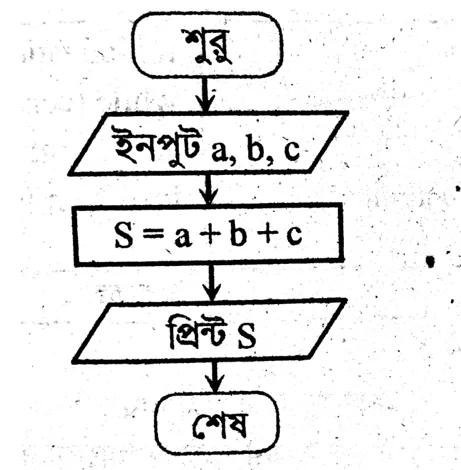 শুরু
ইনপুট a, b, c
S = a + b + c
প্রিন্ট S
শেষ